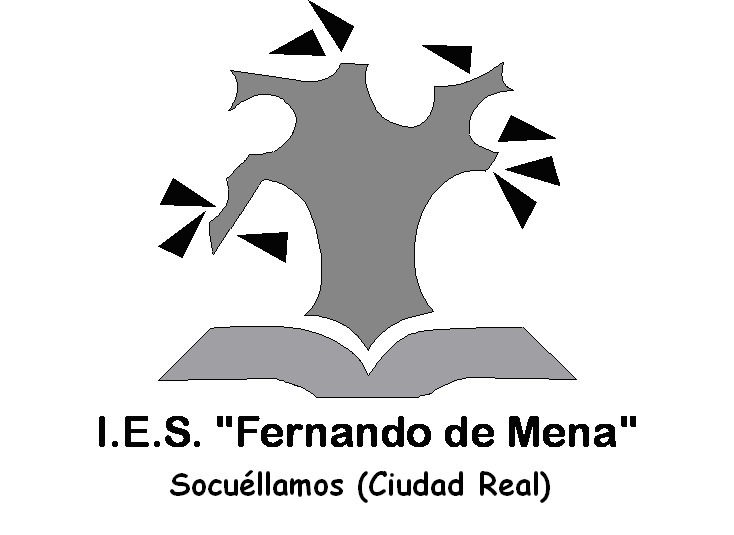 I.E.S. "Fernando de Mena"
Socuéllamos (Ciudad Real)